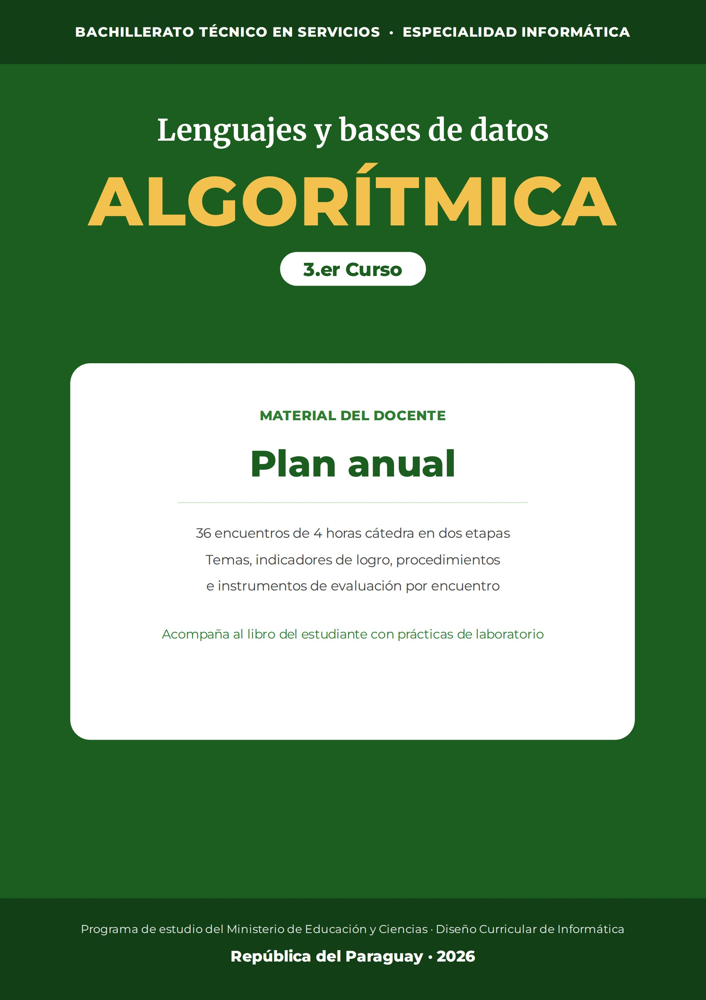 BACHILLERATO TÉCNICO EN SERVICIOS • ESPECIALIDAD INFORMÁTICA
Lenguajes y bases de datos
ALGORÍTMICA
3.er Curso
MATERIAL DEL DOCENTE
Plan anual
36 encuentros de 4 horas cátedra en dos etapas
Temas, indicadores de logro, procedimientos
e instrumentos de evaluación por encuentro
Acompaña al libro del estudiante con prácticas de laboratorio
Programa de estudio del Ministerio de Educación y Ciencias · Diseño Curricular de Informática
República del Paraguay · 2026